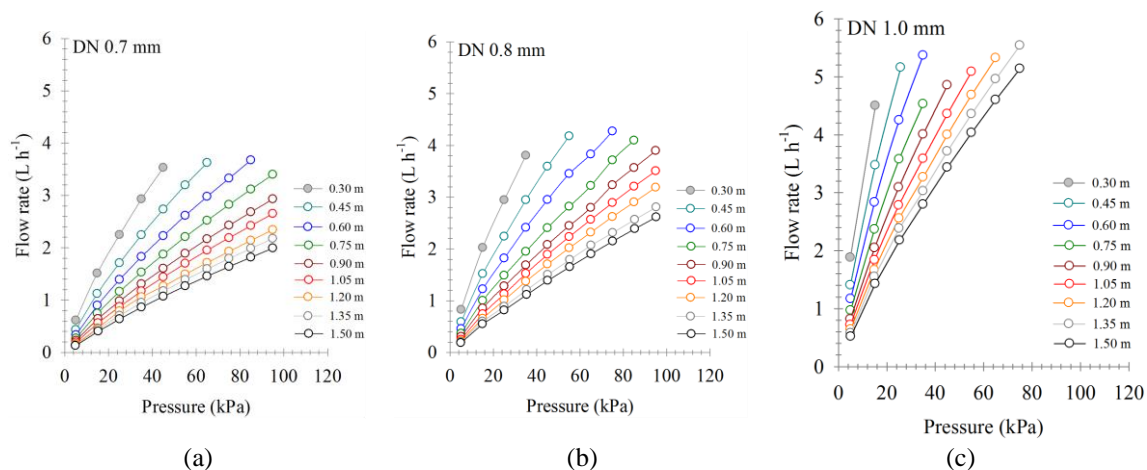 DN 0.7 mm
Flow rate (L h⁻¹)
6
5
4
3
2
1
0
0 20 40 60 80 100 120
Pressure (kPa)
0.30 m
0.45 m
0.60 m
0.75 m
0.90 m
1.05 m
1.20 m
1.35 m
1.50 m
(a)
DN 0.8 mm
Flow rate (L h⁻¹)
6
5
4
3
2
1
0
0 20 40 60 80 100 120
Pressure (kPa)
0.30 m
0.45 m
0.60 m
0.75 m
0.90 m
1.05 m
1.20 m
1.35 m
1.50 m
(b)
DN 1.0 mm
Flow rate (L h⁻¹)
6
5
4
3
2
1
0
0 20 40 60 80 100 120
Pressure (kPa)
0.30 m
0.45 m
0.60 m
0.75 m
0.90 m
1.05 m
1.20 m
1.35 m
1.50 m
(c)